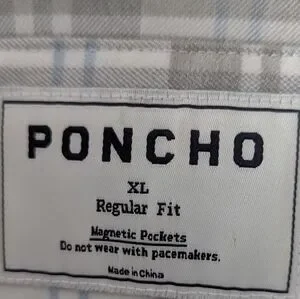 PONCHO
XL
Regular Fit
Magnetic Pockets
Do not wear with pacemakers.
Made in China